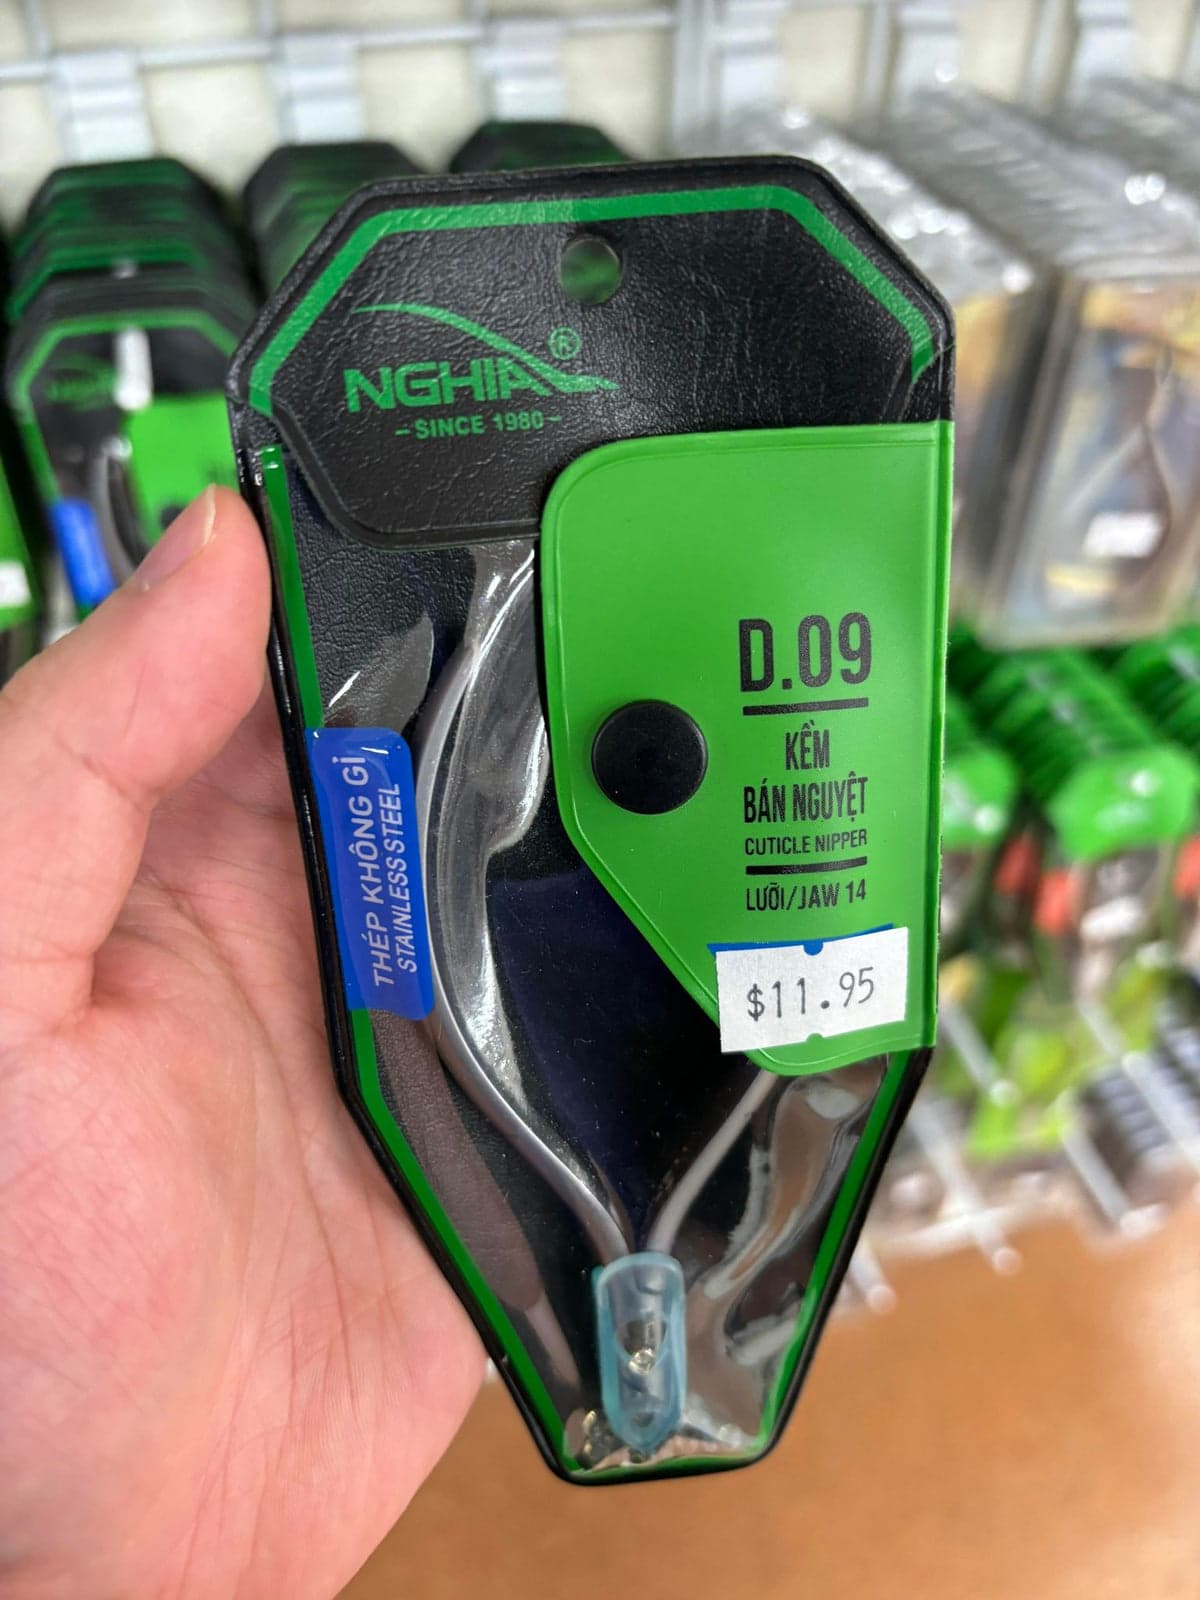 NGHIA®
–SINCE 1980–
D.09
KỀM
BÁN NGUYỆT
CUTICLE NIPPER
LƯỠI/JAW 14
$11.95
THÉP KHÔNG GỈ
STAINLESS STEEL